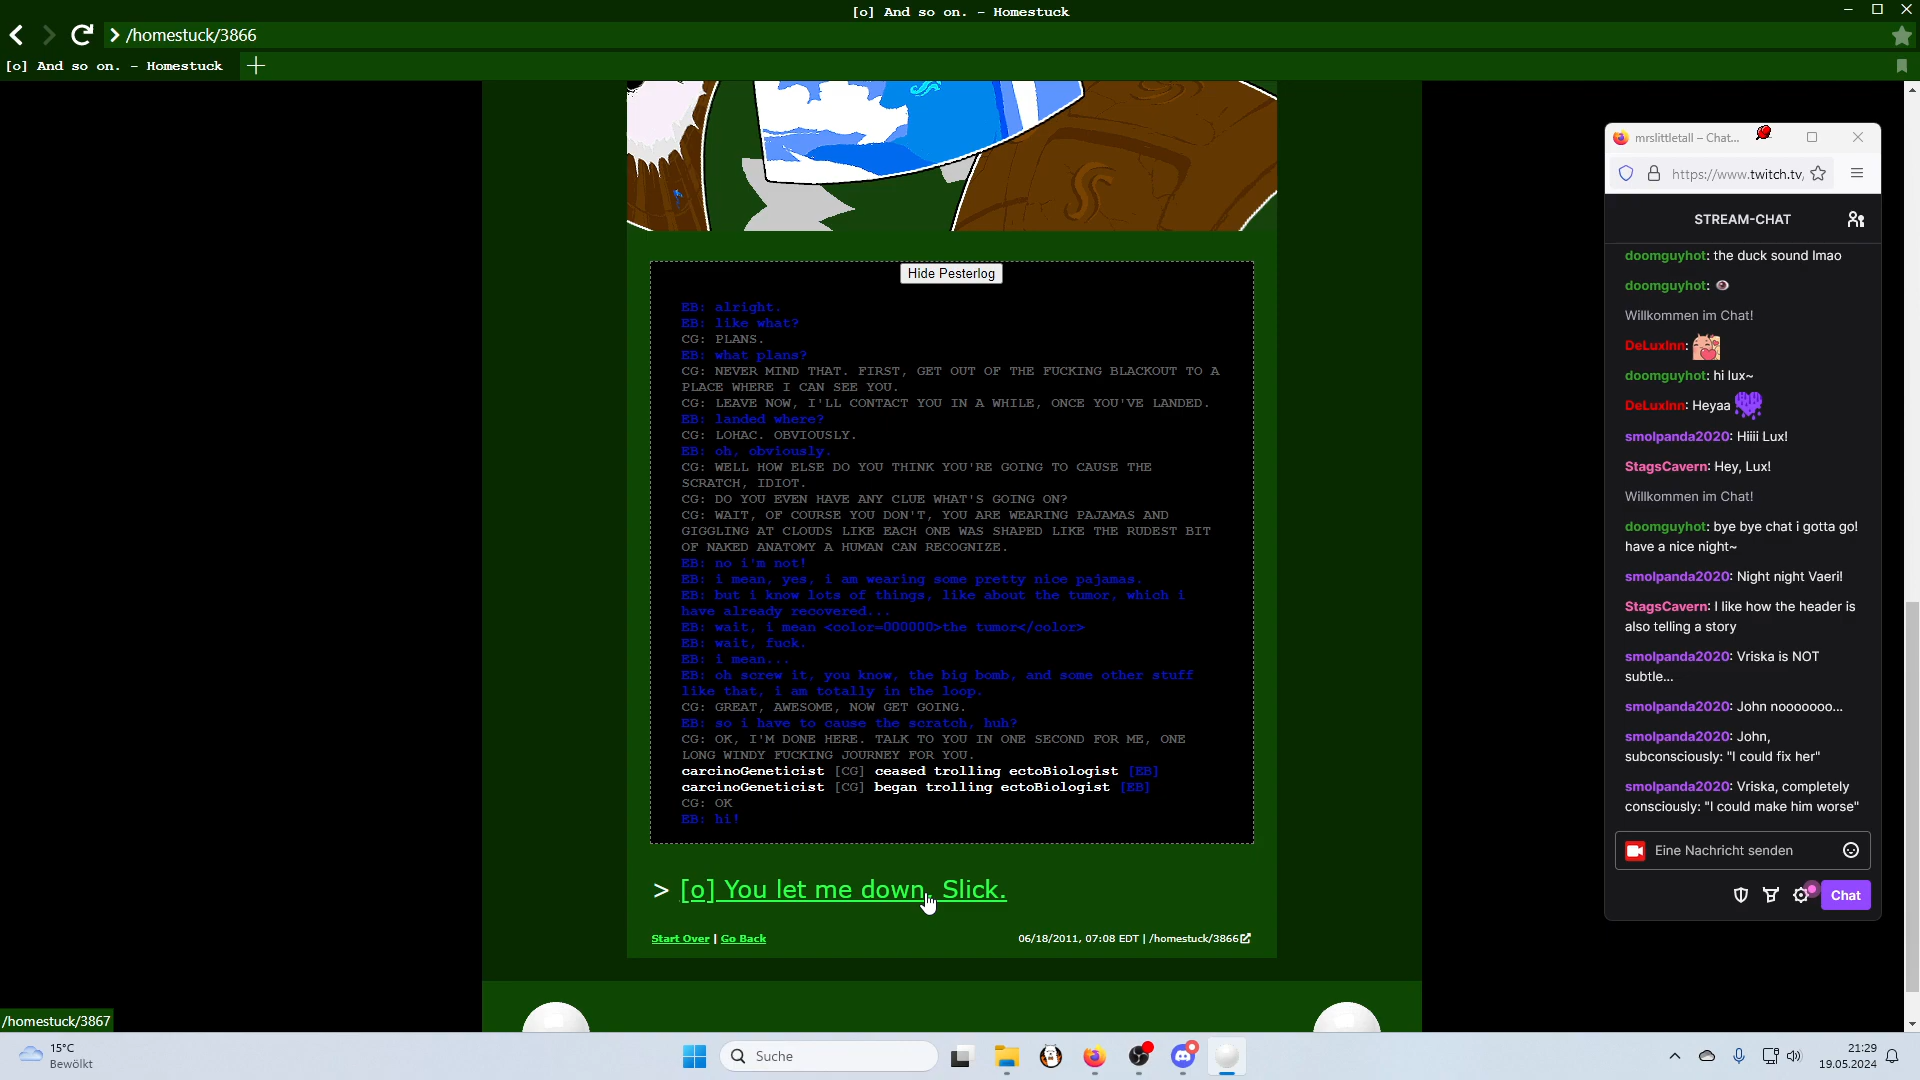 [o] And so on. – Homestuck
/homestuck/3866
[o] And so on. – Homestuck
Hide Pesterlog
EB: alright.
EB: like what?
CG: PLANS.
EB: what plans?
CG: NEVER MIND THAT. FIRST, GET OUT OF THE FUCKING BLACKOUT TO A
PLACE WHERE I CAN SEE YOU.
CG: LEAVE NOW, I'LL CONTACT YOU IN A WHILE, ONCE YOU'VE LANDED.
EB: landed where?
CG: LOHAC. OBVIOUSLY.
EB: oh, obviously.
CG: WELL HOW ELSE DO YOU THINK YOU'RE GOING TO CAUSE THE
SCRATCH, IDIOT.
CG: DO YOU EVEN HAVE ANY CLUE WHAT'S GOING ON?
CG: WAIT, OF COURSE YOU DON'T, YOU ARE WEARING PAJAMAS AND
GIGGLING AT CLOUDS LIKE EACH ONE WAS SHAPED LIKE THE RUDEST BIT
OF NAKED ANATOMY A HUMAN CAN RECOGNIZE.
EB: no i'm not!
EB: i mean, yes, i am wearing some pretty nice pajamas.
EB: but i know lots of things, like about the tumor, which i
have already recovered...
EB: wait, i mean <color=000000>the tumor</color>
EB: wait, fuck.
EB: i mean...
EB: oh screw it, you know, the big bomb, and some other stuff
like that, i am totally in the loop.
CG: GREAT, AWESOME, NOW GET GOING.
EB: so i have to cause the scratch, huh?
CG: OK, I'M DONE HERE. TALK TO YOU IN ONE SECOND FOR ME, ONE
LONG WINDY FUCKING JOURNEY FOR YOU.
carcinoGeneticist [CG] ceased trolling ectoBiologist [EB]
carcinoGeneticist [CG] began trolling ectoBiologist [EB]
CG: OK
EB: hi!
> [o] You let me down, Slick.
Start Over | Go Back
06/18/2011, 07:08 EDT | /homestuck/3866
/homestuck/3867
mrslittletall – Chat...
https://www.twitch.tv/
STREAM-CHAT
doomguyhot: the duck sound lmao
doomguyhot: 👁
Willkommen im Chat!
DeLuxInn:
doomguyhot: hi lux~
DeLuxInn: Heyaa
smolpanda2020: Hiiii Lux!
StagsCavern: Hey, Lux!
Willkommen im Chat!
doomguyhot: bye bye chat i gotta go!
have a nice night~
smolpanda2020: Night night Vaeri!
StagsCavern: I like how the header is
also telling a story
smolpanda2020: Vriska is NOT
subtle...
smolpanda2020: John nooooooo...
smolpanda2020: John,
subconsciously: "I could fix her"
smolpanda2020: Vriska, completely
consciously: "I could make him worse"
Eine Nachricht senden
Chat
15°C
Bewölkt
Suche
21:29
19.05.2024